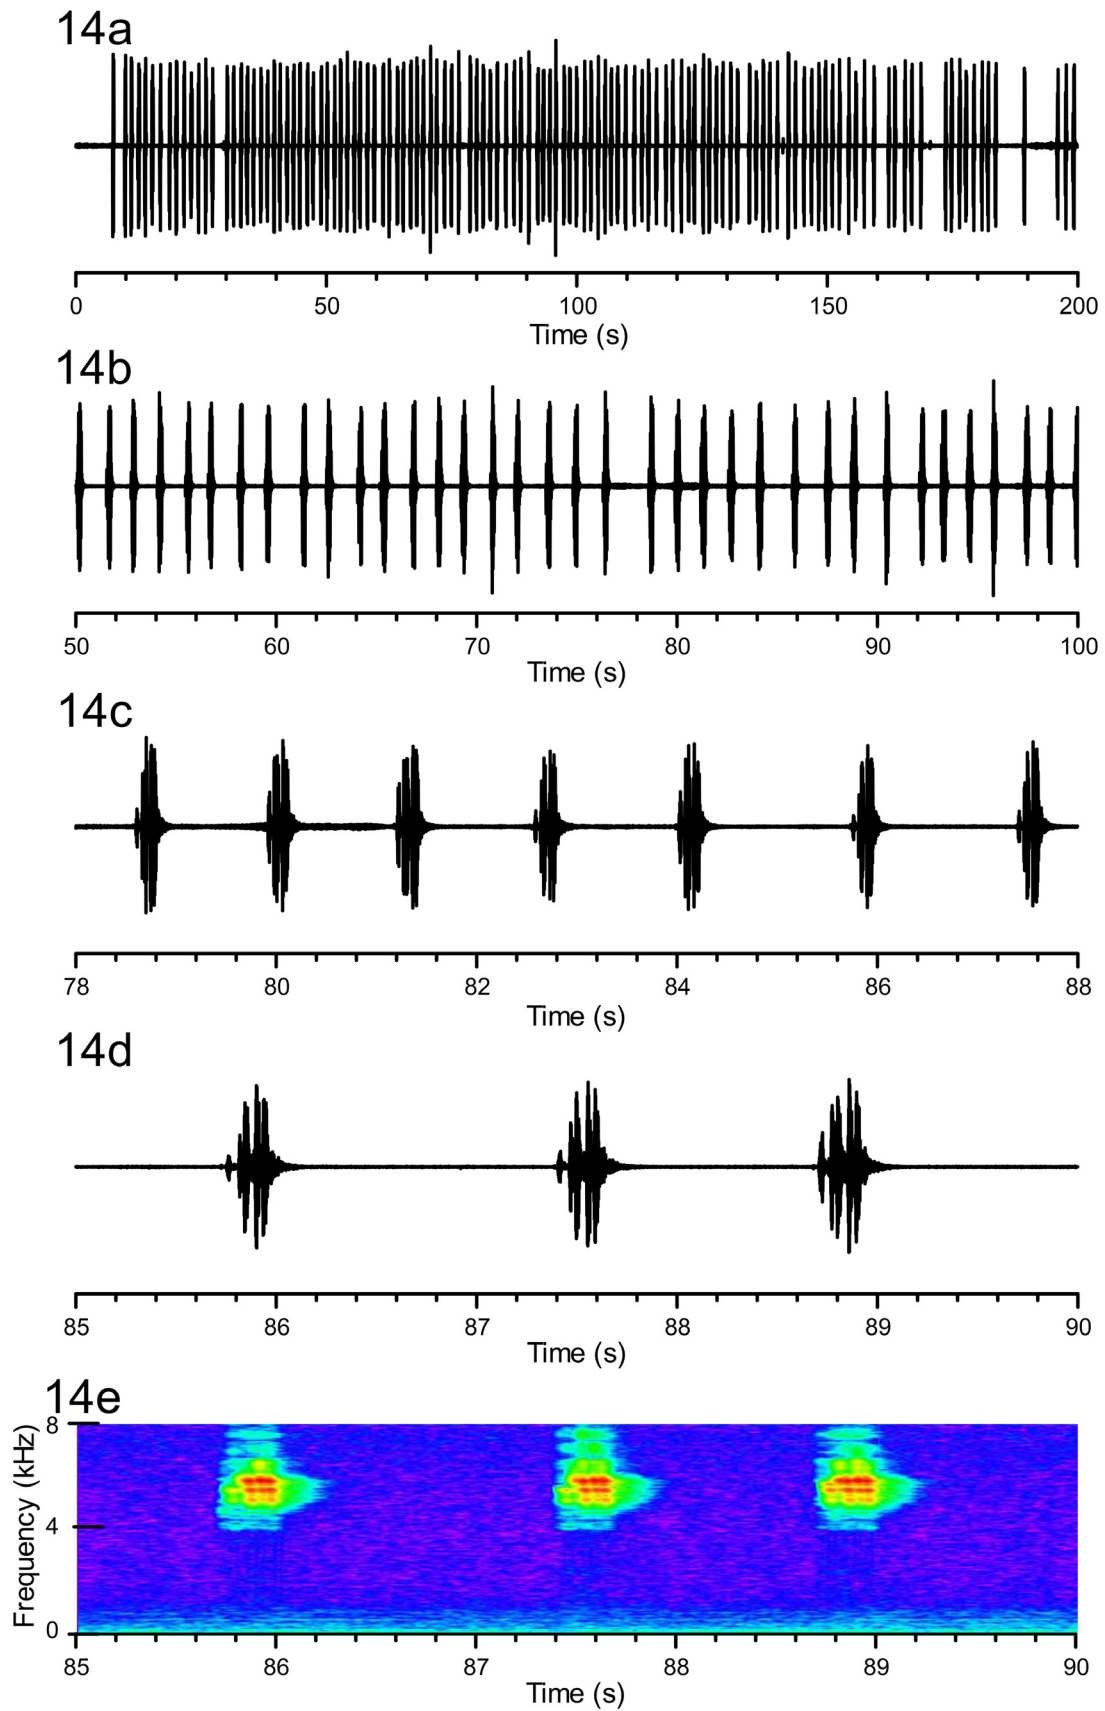 14a
0 50 100 150 200
Time (s)
14b
50 60 70 80 90 100
Time (s)
14c
78 80 82 84 86 88
Time (s)
14d
85 86 87 88 89 90
Time (s)
14e
8
Frequency (kHz)
4
0
85 86 87 88 89 90
Time (s)